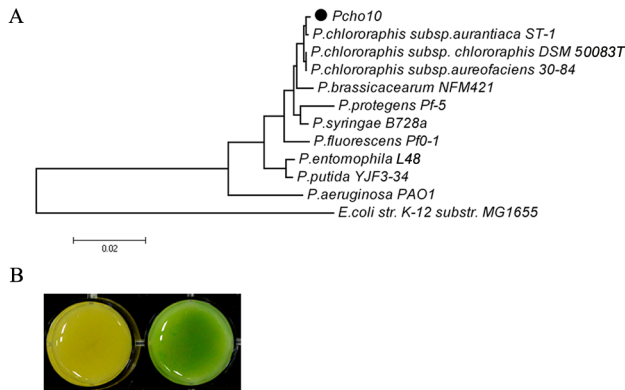 A
Pcho10
P.chlororaphis subsp.aurantiaca ST-1
P.chlororaphis subsp. chlororaphis DSM 50083T
P.chlororaphis subsp.aureofaciens 30-84
P.brassicacearum NFM421
P.protegens Pf-5
P.syringae B728a
P.fluorescens Pf0-1
P.entomophila L48
P.putida YJF3-34
P.aeruginosa PAO1
E.coli str. K-12 substr. MG1655
0.02
B